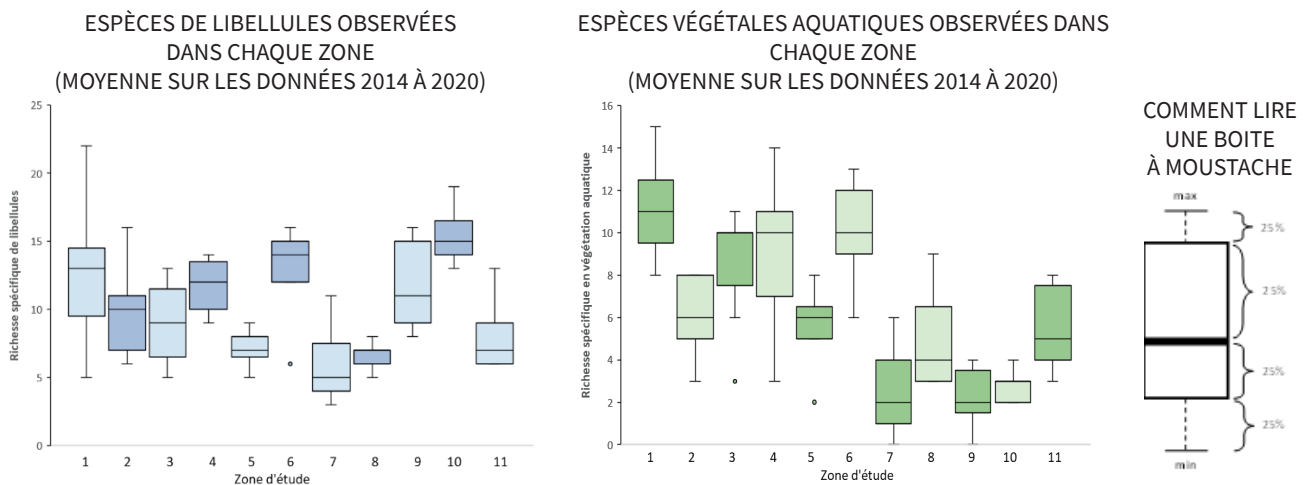 ESPÈCES DE LIBELLULES OBSERVÉES
DANS CHAQUE ZONE
(MOYENNE SUR LES DONNÉES 2014 À 2020)
25
20
15
10
5
0
Richesse spécifique de libellules
1 2 3 4 5 6 7 8 9 10 11
Zone d'étude
ESPÈCES VÉGÉTALES AQUATIQUES OBSERVÉES DANS
CHAQUE ZONE
(MOYENNE SUR LES DONNÉES 2014 À 2020)
16
14
12
10
8
6
4
2
0
Richesse spécifique en végétation aquatique
1 2 3 4 5 6 7 8 9 10 11
Zone d'étude
COMMENT LIRE
UNE BOITE
À MOUSTACHE
max
25%
25%
25%
25%
min